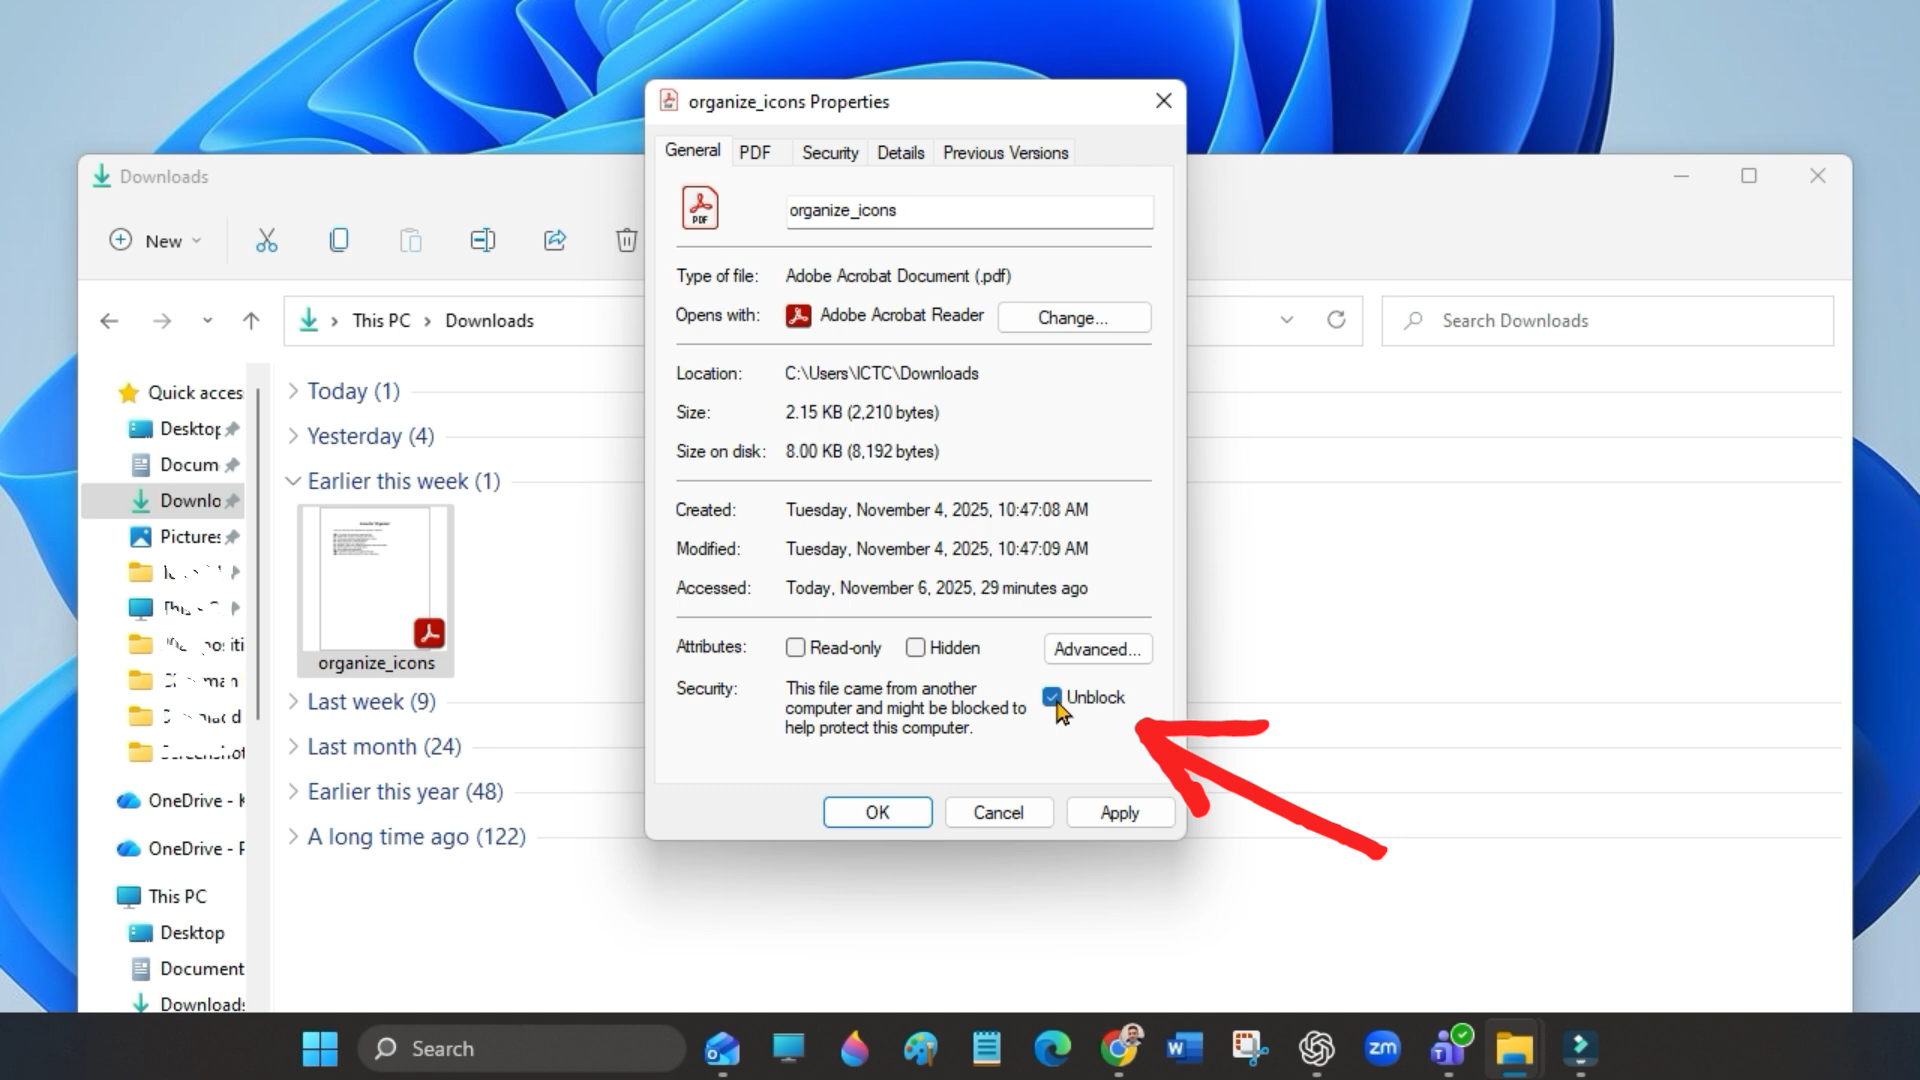 organize_icons Properties
General PDF Security Details Previous Versions
PDF
organize_icons
Type of file: Adobe Acrobat Document (.pdf)
Opens with: Adobe Acrobat Reader Change...
Location: C:\Users\ICTC\Downloads
Size: 2.15 KB (2,210 bytes)
Size on disk: 8.00 KB (8,192 bytes)
Created: Tuesday, November 4, 2025, 10:47:08 AM
Modified: Tuesday, November 4, 2025, 10:47:09 AM
Accessed: Today, November 6, 2025, 29 minutes ago
Attributes: Read-only Hidden Advanced...
Security: This file came from another
computer and might be blocked to
help protect this computer.
Unblock
OK Cancel Apply
Downloads
New
This PC Downloads
Search Downloads
Quick acces
Desktop
Docum
Downlo
Pictures
OneDrive - K
OneDrive - P
This PC
Desktop
Document
Downloads
Today (1)
Yesterday (4)
Earlier this week (1)
organize_icons
Last week (9)
Last month (24)
Earlier this year (48)
A long time ago (122)
Search
zm